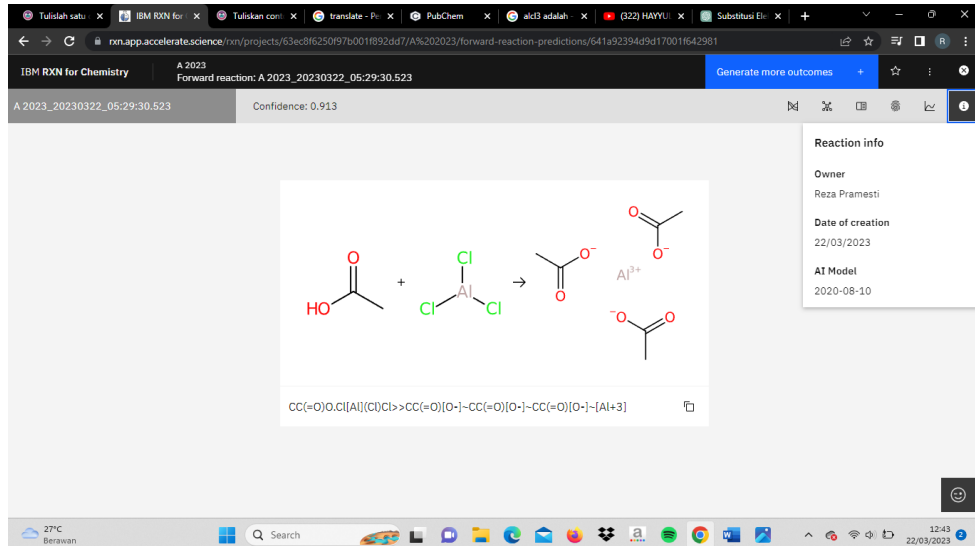 Tulislah satu
IBM RXN for
Tuliskan cont
translate - Pe
PubChem
alcl3 adalah -
(322) HAYYU
Substitusi Ele
rxn.app.accelerate.science/rxn/projects/63ec8f6250f97b001f892dd7/A%202023/forward-reaction-predictions/641a92394d9d17001f642981
R
IBM RXN for Chemistry
A 2023
Forward reaction: A 2023_20230322_05:29:30.523
Generate more outcomes +
A 2023_20230322_05:29:30.523
Confidence: 0.913
Reaction info
Owner
Reza Pramesti
Date of creation
22/03/2023
AI Model
2020-08-10
O
HO
+
Cl
Al
Cl
Cl
→
O⁻
O
O
O⁻
Al³⁺
⁻O
O
CC(=O)O.Cl[Al](Cl)Cl>>CC(=O)[O-]~CC(=O)[O-]~CC(=O)[O-]~[Al+3]
27°C
Berawan
Search
12:43
22/03/2023
2